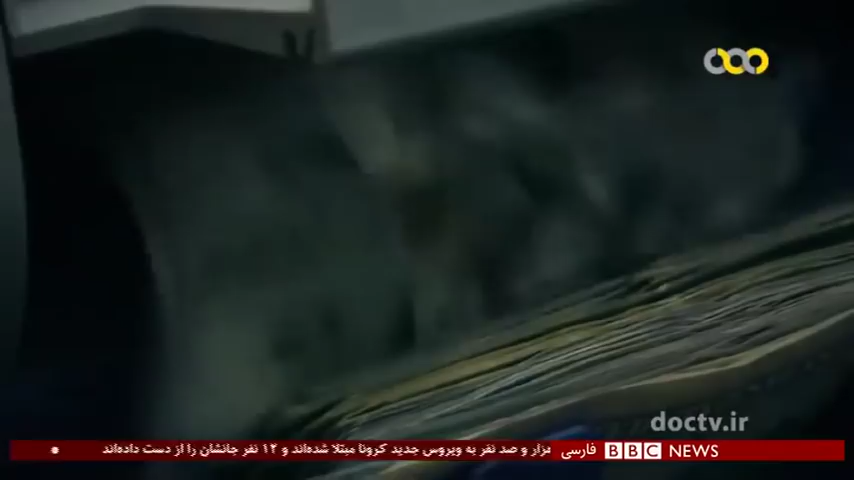 doctv.ir
هزار و صد نفر به ویروس جدید کرونا مبتلا شده‌اند و ۱۲ نفر جانشان را از دست داده‌اند
BBC NEWS فارسی